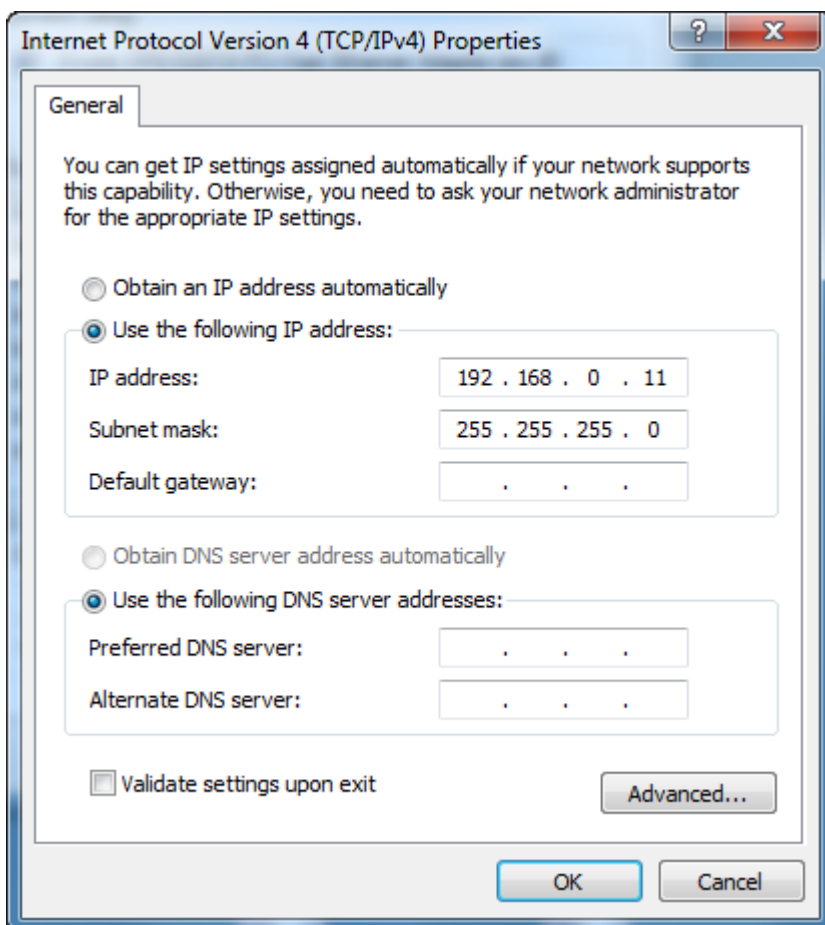 Internet Protocol Version 4 (TCP/IPv4) Properties
?
General
You can get IP settings assigned automatically if your network supports
this capability. Otherwise, you need to ask your network administrator
for the appropriate IP settings.
Obtain an IP address automatically
Use the following IP address:
IP address: 192 . 168 . 0 . 11
Subnet mask: 255 . 255 . 255 . 0
Default gateway: . . .
Obtain DNS server address automatically
Use the following DNS server addresses:
Preferred DNS server: . . .
Alternate DNS server: . . .
Validate settings upon exit
Advanced...
OK Cancel